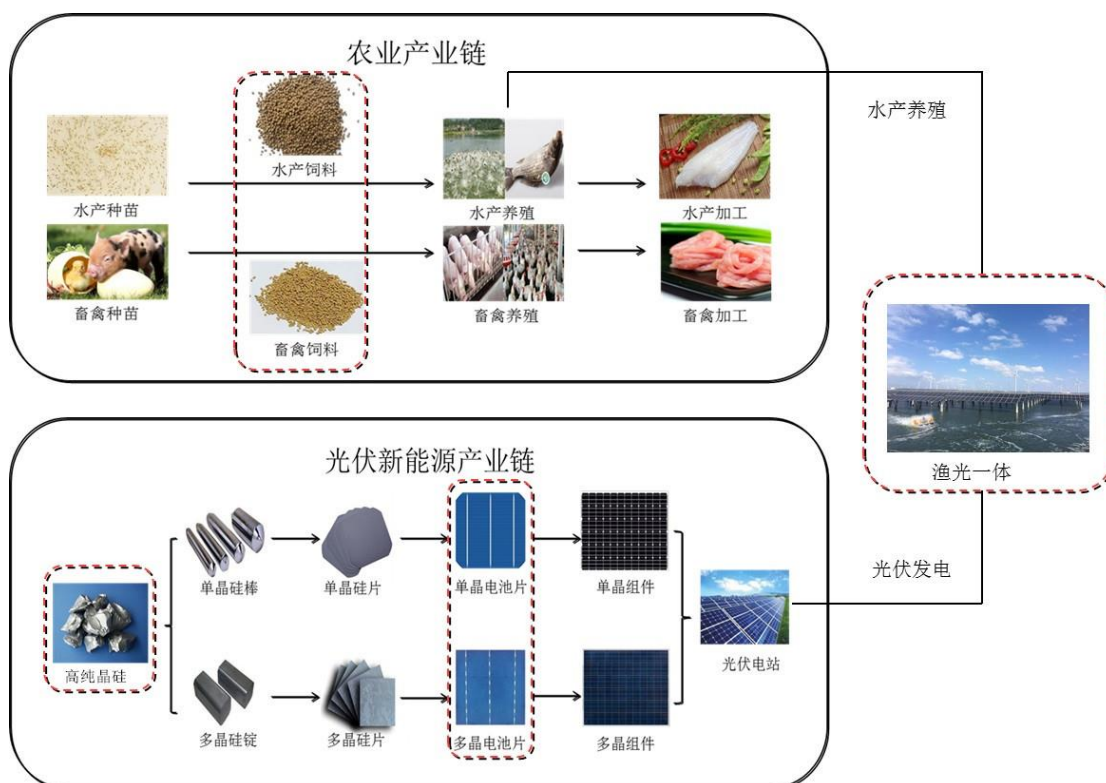 农业产业链
水产饲料
水产种苗
水产养殖
水产加工
畜禽种苗
畜禽饲料
畜禽养殖
畜禽加工
水产养殖
渔光一体
光伏发电
光伏新能源产业链
单晶硅棒
单晶硅片
单晶电池片
单晶组件
高纯晶硅
光伏电站
多晶硅锭
多晶硅片
多晶电池片
多晶组件